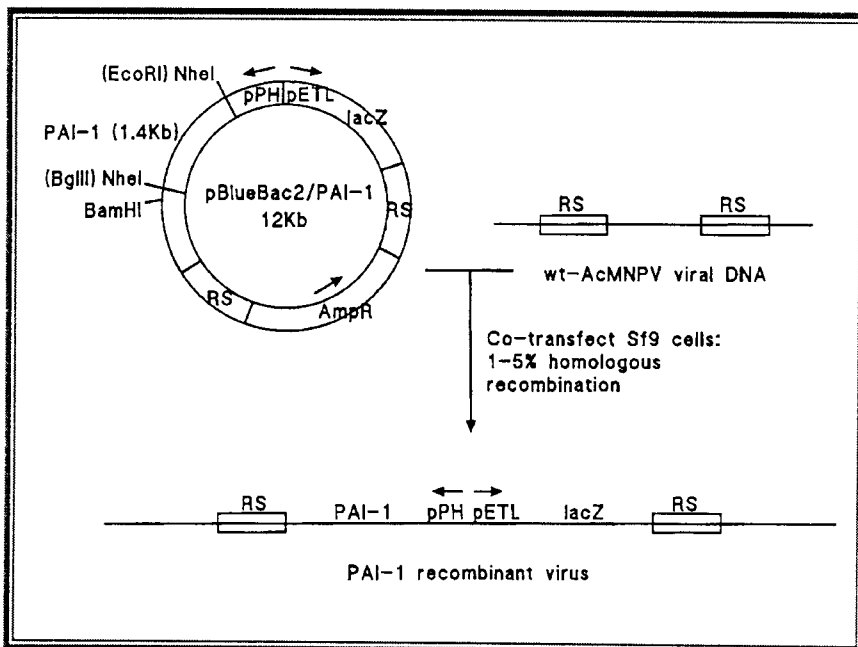 (EcoRI) NheI
pPH pETL
lacZ
PAI-1 (1.4Kb)
(BglII) NheI
BamHI
pBlueBac2/PAI-1
12Kb
RS
RS
AmpR
RS RS
wt-AcMNPV viral DNA
Co-transfect Sf9 cells:
1-5% homologous
recombination
RS PAI-1 pPH pETL lacZ RS
PAI-1 recombinant virus